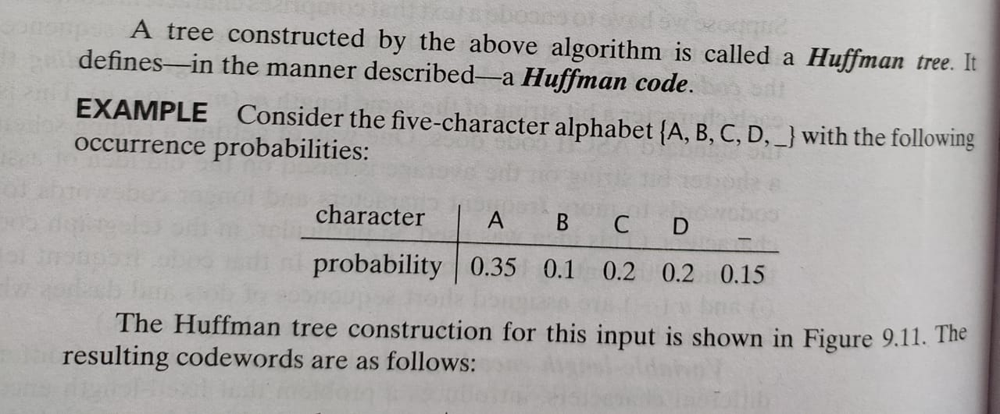 A tree constructed by the above algorithm is called a Huffman tree. It
defines—in the manner described—a Huffman code.
EXAMPLE Consider the five-character alphabet {A, B, C, D, _} with the following
occurrence probabilities:
character A B C D _
probability 0.35 0.1 0.2 0.2 0.15
The Huffman tree construction for this input is shown in Figure 9.11. The
resulting codewords are as follows: